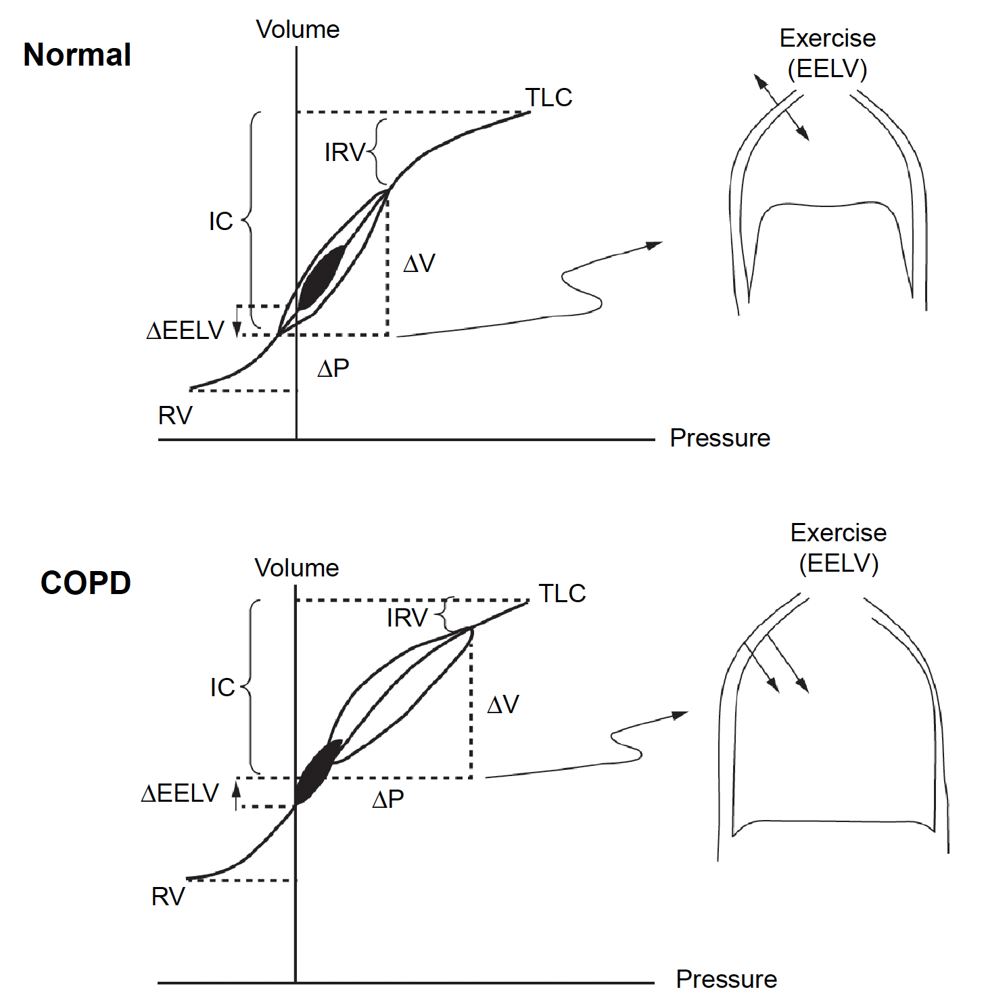 Normal
Volume
Exercise
(EELV)
TLC
IRV
IC
ΔV
ΔEELV
ΔP
RV
Pressure
COPD
Volume
Exercise
(EELV)
TLC
IRV
IC
ΔV
ΔEELV
ΔP
RV
Pressure